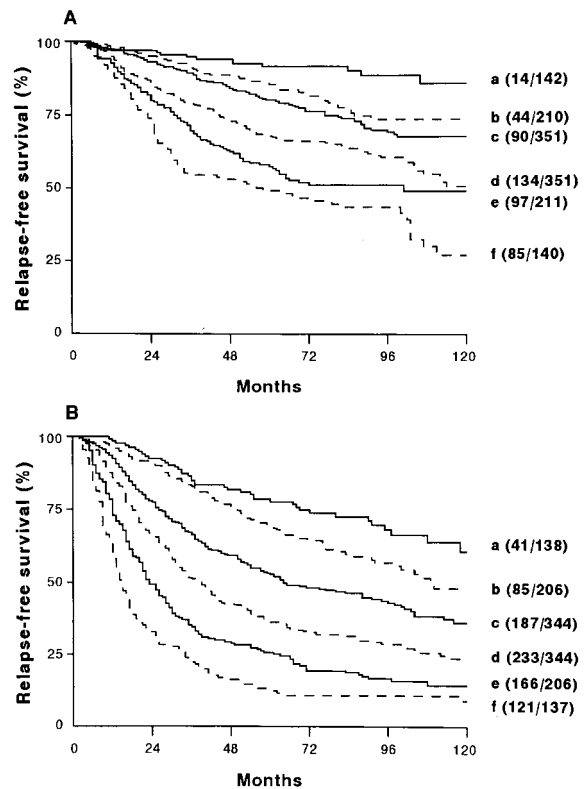 A
Relapse-free survival (%)
100
75
50
25
0
a (14/142)
b (44/210)
c (90/351)
d (134/351)
e (97/211)
f (85/140)
0 24 48 72 96 120
Months
B
Relapse-free survival (%)
100
75
50
25
0
a (41/138)
b (85/206)
c (187/344)
d (233/344)
e (166/206)
f (121/137)
0 24 48 72 96 120
Months